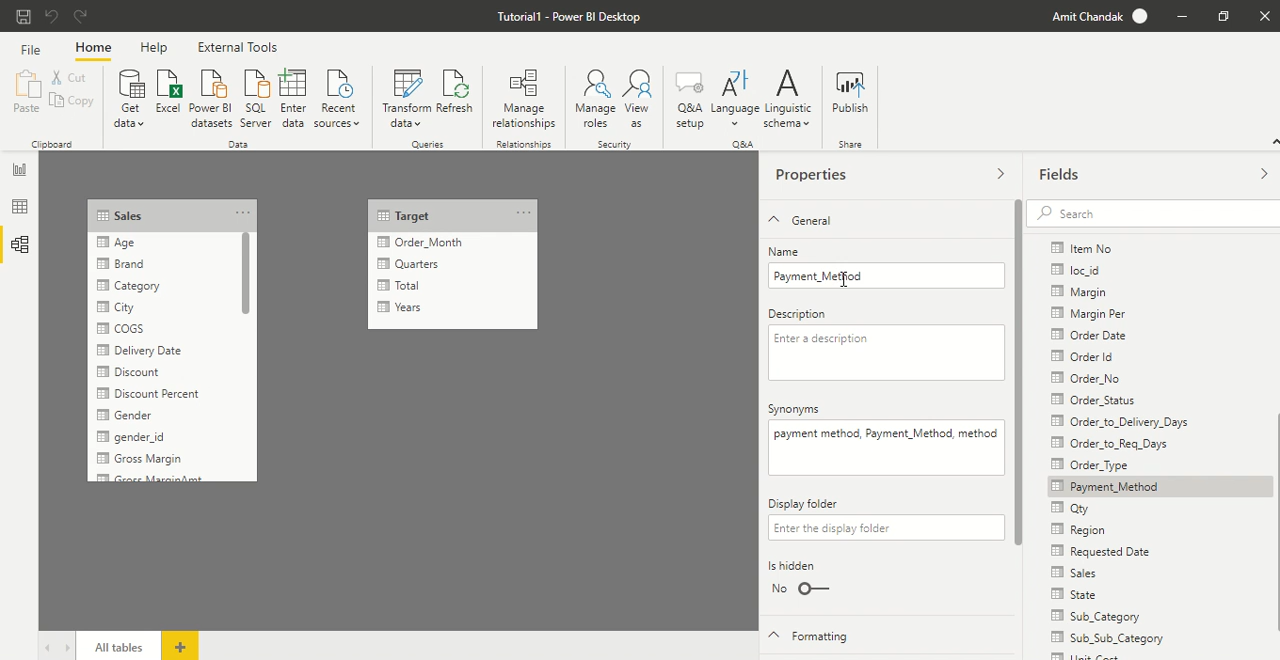 Tutorial1 - Power BI Desktop
Amit Chandak
File
Home
Help
External Tools
Paste
Cut
Copy
Clipboard
Get data
Excel
Power BI datasets
SQL Server
Enter data
Recent sources
Data
Transform data
Refresh
Queries
Manage relationships
Relationships
Manage roles
View as
Security
Q&A setup
Language
Linguistic schema
Q&A
Publish
Share
Sales
Age
Brand
Category
City
COGS
Delivery Date
Discount
Discount Percent
Gender
gender_id
Gross Margin
Gross MarginAmt
Target
Order_Month
Quarters
Total
Years
All tables
Properties
General
Name
Payment_Method
Description
Enter a description
Synonyms
payment method, Payment_Method, method
Display folder
Enter the display folder
Is hidden
No
Formatting
Fields
Search
Item No
loc_id
Margin
Margin Per
Order Date
Order Id
Order_No
Order_Status
Order_to_Delivery_Days
Order_to_Req_Days
Order_Type
Payment_Method
Qty
Region
Requested Date
Sales
State
Sub_Category
Sub_Sub_Category
Unit_Cost